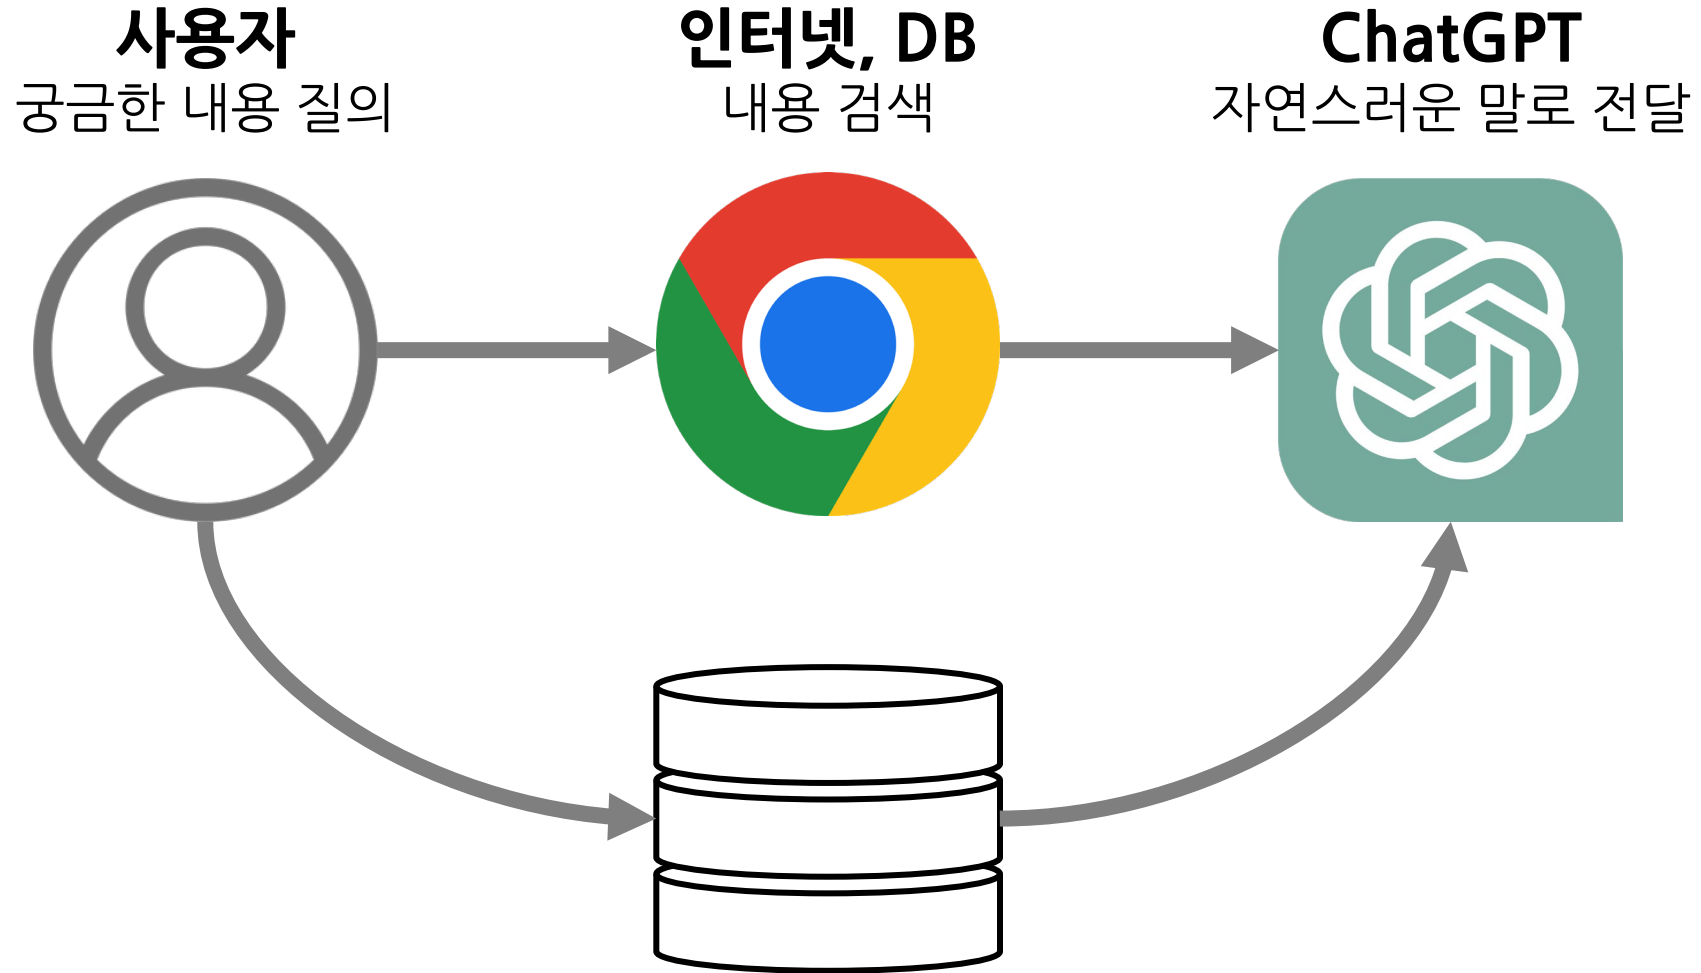 사용자
궁금한 내용 질의
인터넷, DB
내용 검색
ChatGPT
자연스러운 말로 전달